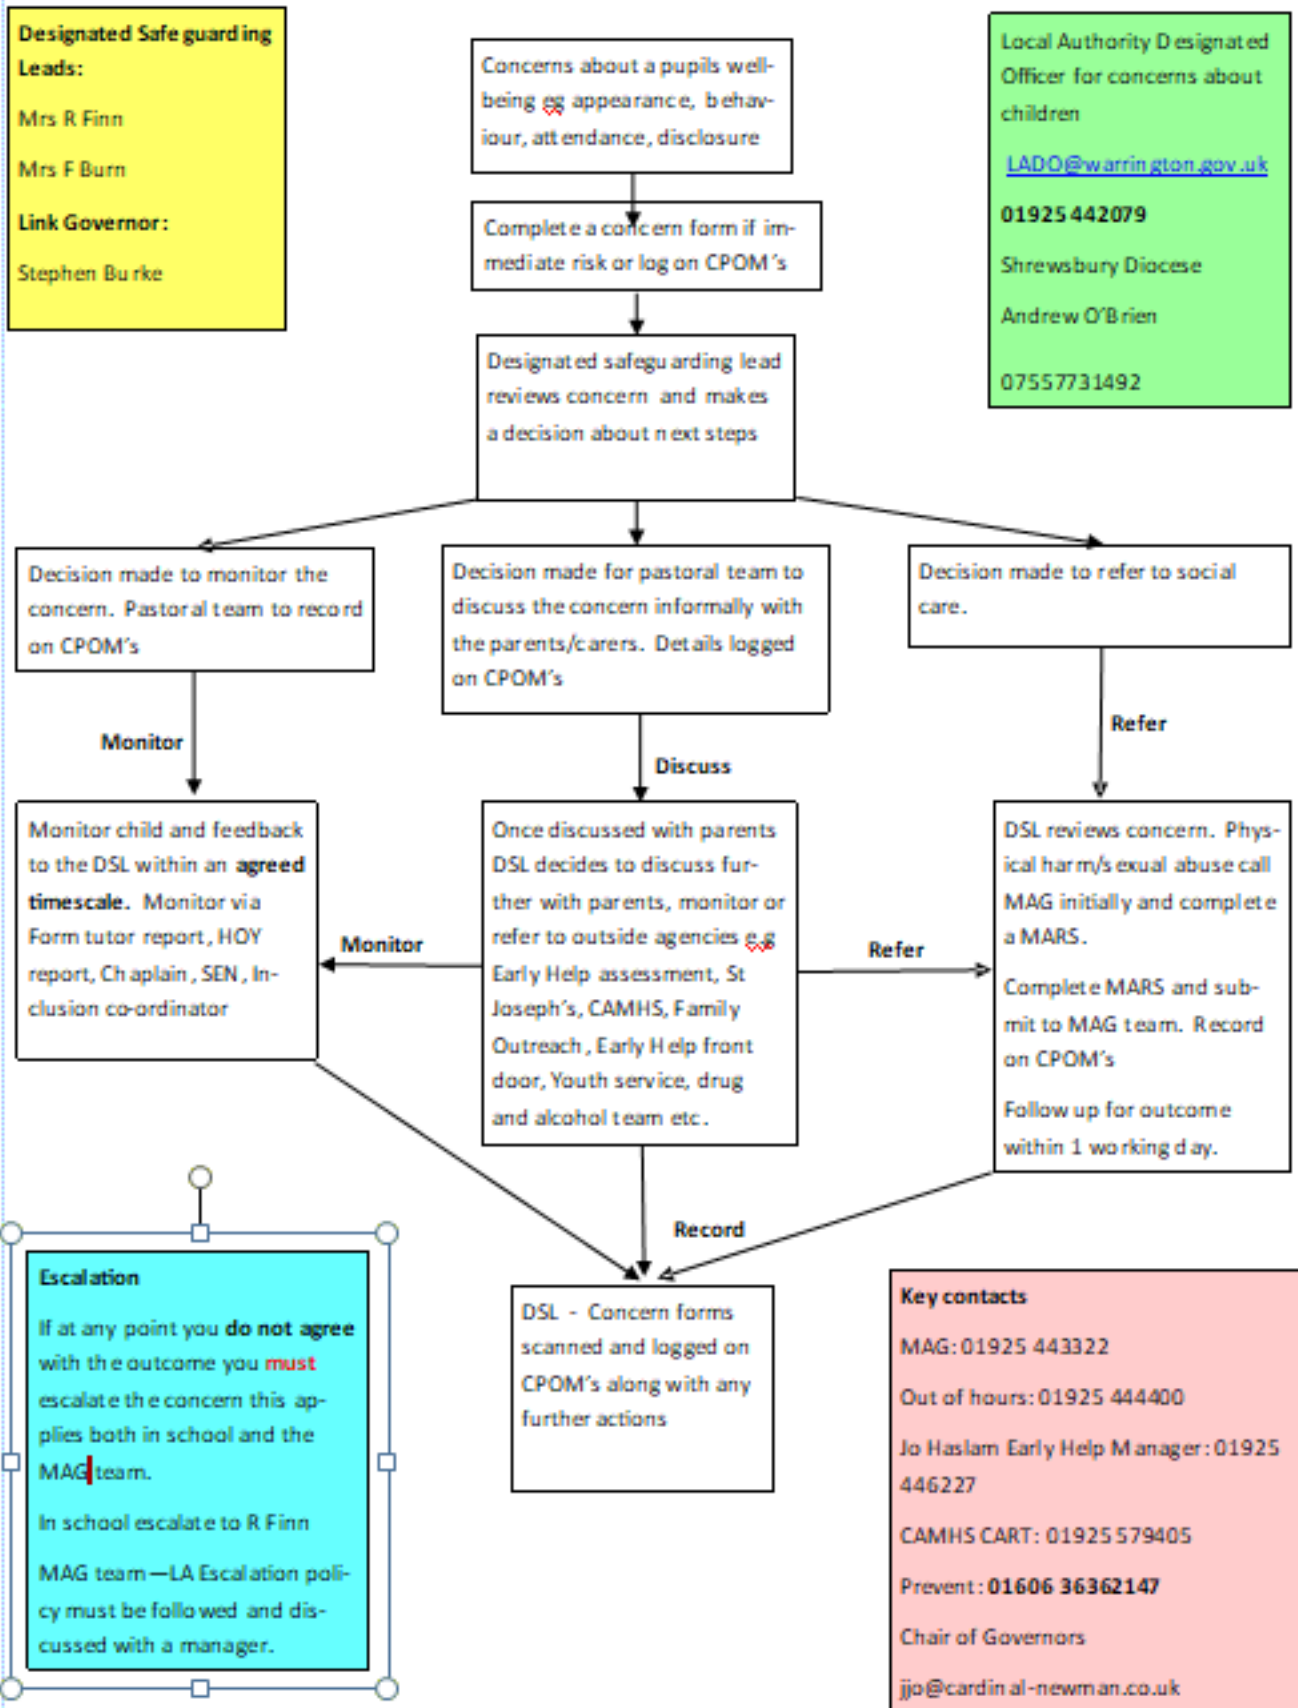 Designated Safeguarding
Leads:
Mrs R Finn
Mrs F Burn
Link Governor:
Stephen Burke
Concerns about a pupils well-
being eg appearance, behav-
iour, attendance, disclosure
Local Authority Designated
Officer for concerns about
children
LADO@warrington.gov.uk
01925 442079
Shrewsbury Diocese
Andrew O'Brien
07557731492
Complete a concern form if im-
mediate risk or log on CPOM's
Designated safeguarding lead
reviews concern and makes
a decision about next steps
Decision made to monitor the
concern. Pastoral team to record
on CPOM's
Decision made for pastoral team to
discuss the concern informally with
the parents/carers. Details logged
on CPOM's
Decision made to refer to social
care.
Monitor
Discuss
Refer
Monitor child and feedback
to the DSL within an agreed
timescale. Monitor via
Form tutor report, HOY
report, Chaplain, SEN, In-
clusion co-ordinator
Monitor
Once discussed with parents
DSL decides to discuss fur-
ther with parents, monitor or
refer to outside agencies e.g
Early Help assessment, St
Joseph's, CAMHS, Family
Outreach, Early Help front
door, Youth service, drug
and alcohol team etc.
Refer
DSL reviews concern. Phys-
ical harm/sexual abuse call
MAG initially and complete
a MARS.
Complete MARS and sub-
mit to MAG team. Record
on CPOM's
Follow up for outcome
within 1 working day.
Record
Escalation
If at any point you do not agree
with the outcome you must
escalate the concern this ap-
plies both in school and the
MAG team.
In school escalate to R Finn
MAG team—LA Escalation poli-
cy must be followed and dis-
cussed with a manager.
DSL - Concern forms
scanned and logged on
CPOM's along with any
further actions
Key contacts
MAG: 01925 443322
Out of hours: 01925 444400
Jo Haslam Early Help Manager: 01925
446227
CAMHS CART: 01925 579405
Prevent: 01606 36362147
Chair of Governors
jjo@cardinal-newman.co.uk